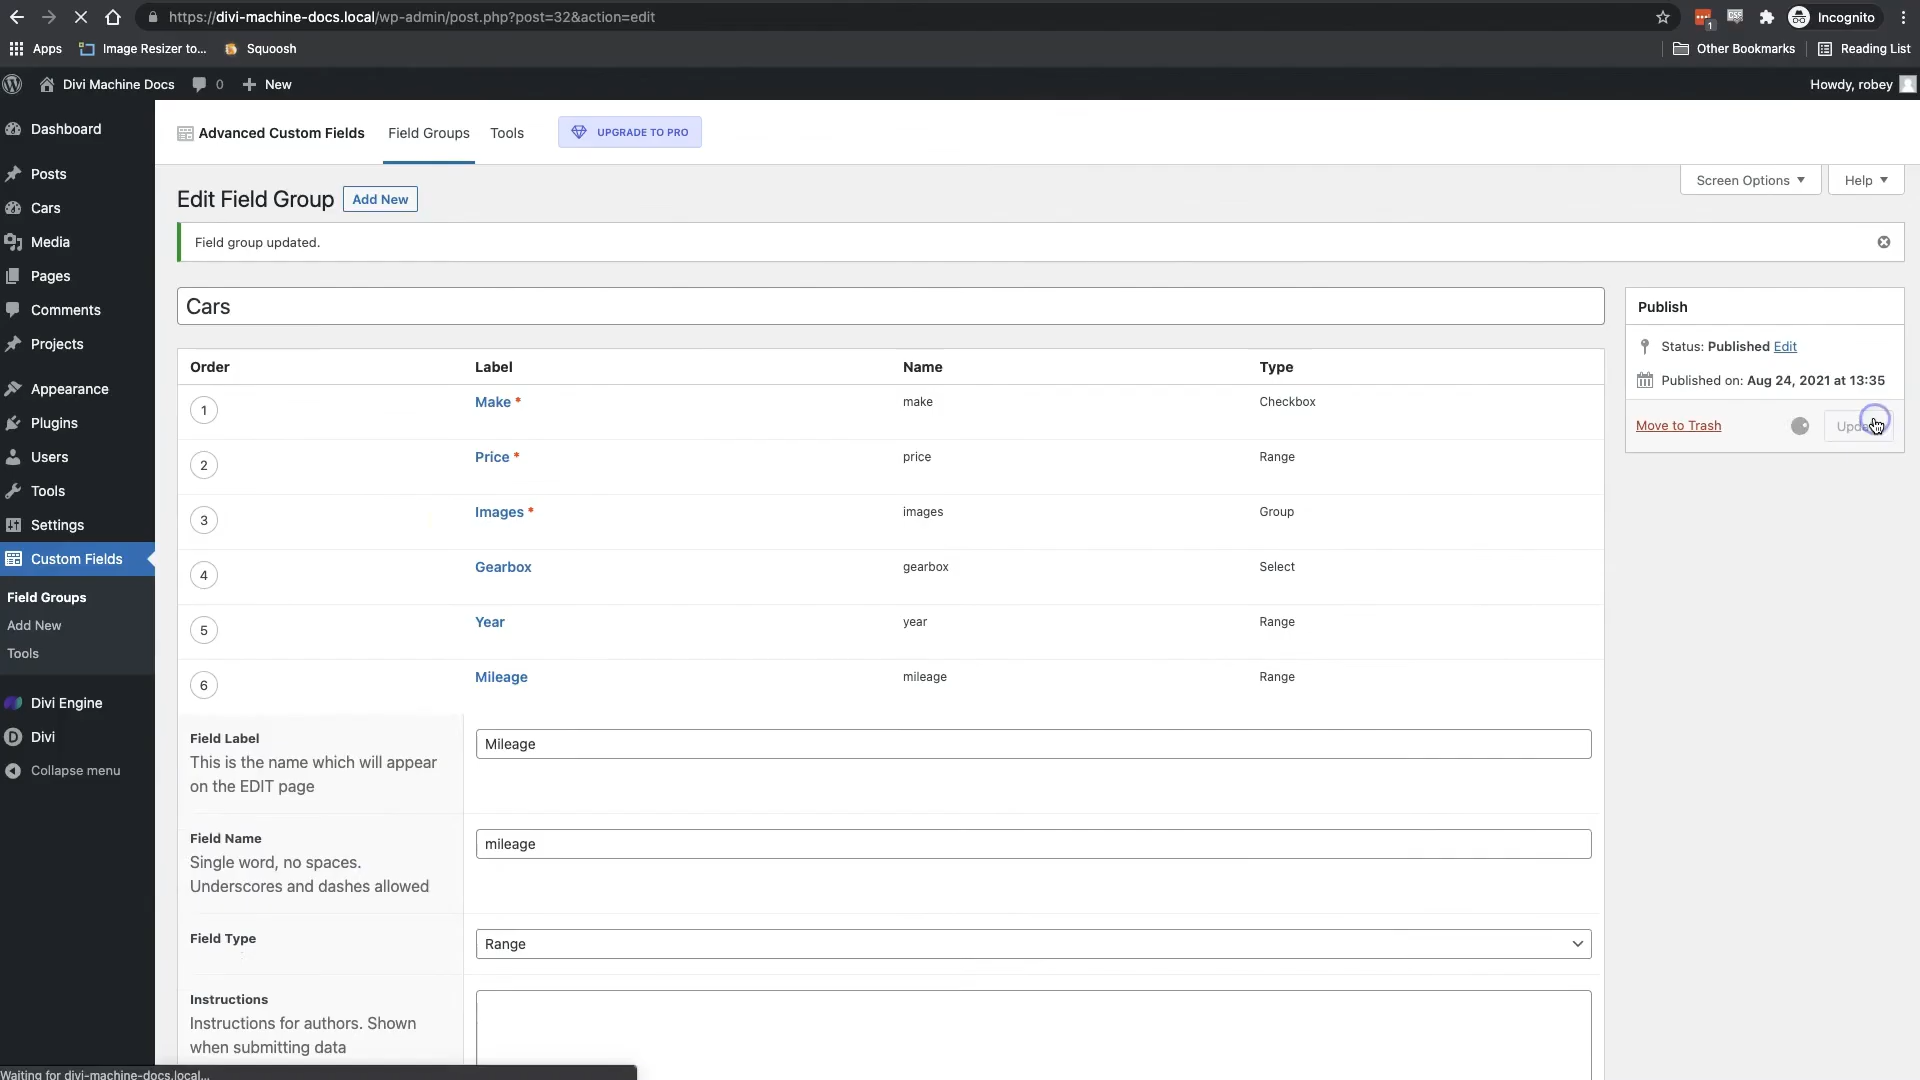 https://divi-machine-docs.local/wp-admin/post.php?post=32&action=edit
1
CSF
Incognito
Apps
Image Resizer to...
Squoosh
Other Bookmarks
Reading List
Divi Machine Docs
0
New
Howdy, robey
Dashboard
Posts
Cars
Media
Pages
Comments
Projects
Appearance
Plugins
Users
Tools
Settings
Custom Fields
Field Groups
Add New
Tools
Divi Engine
Divi
Collapse menu
Advanced Custom Fields
Field Groups
Tools
UPGRADE TO PRO
Screen Options
Help
Edit Field Group
Add New
Field group updated.
Cars
Order Label Name Type
1 Make * make Checkbox
2 Price * price Range
3 Images * images Group
4 Gearbox gearbox Select
5 Year year Range
6 Mileage mileage Range
Field Label
This is the name which will appear
on the EDIT page
Mileage
Field Name
Single word, no spaces.
Underscores and dashes allowed
mileage
Field Type
Range
Instructions
Instructions for authors. Shown
when submitting data
Publish
Status: Published Edit
Published on: Aug 24, 2021 at 13:35
Move to Trash
Waiting for divi-machine-docs.local...